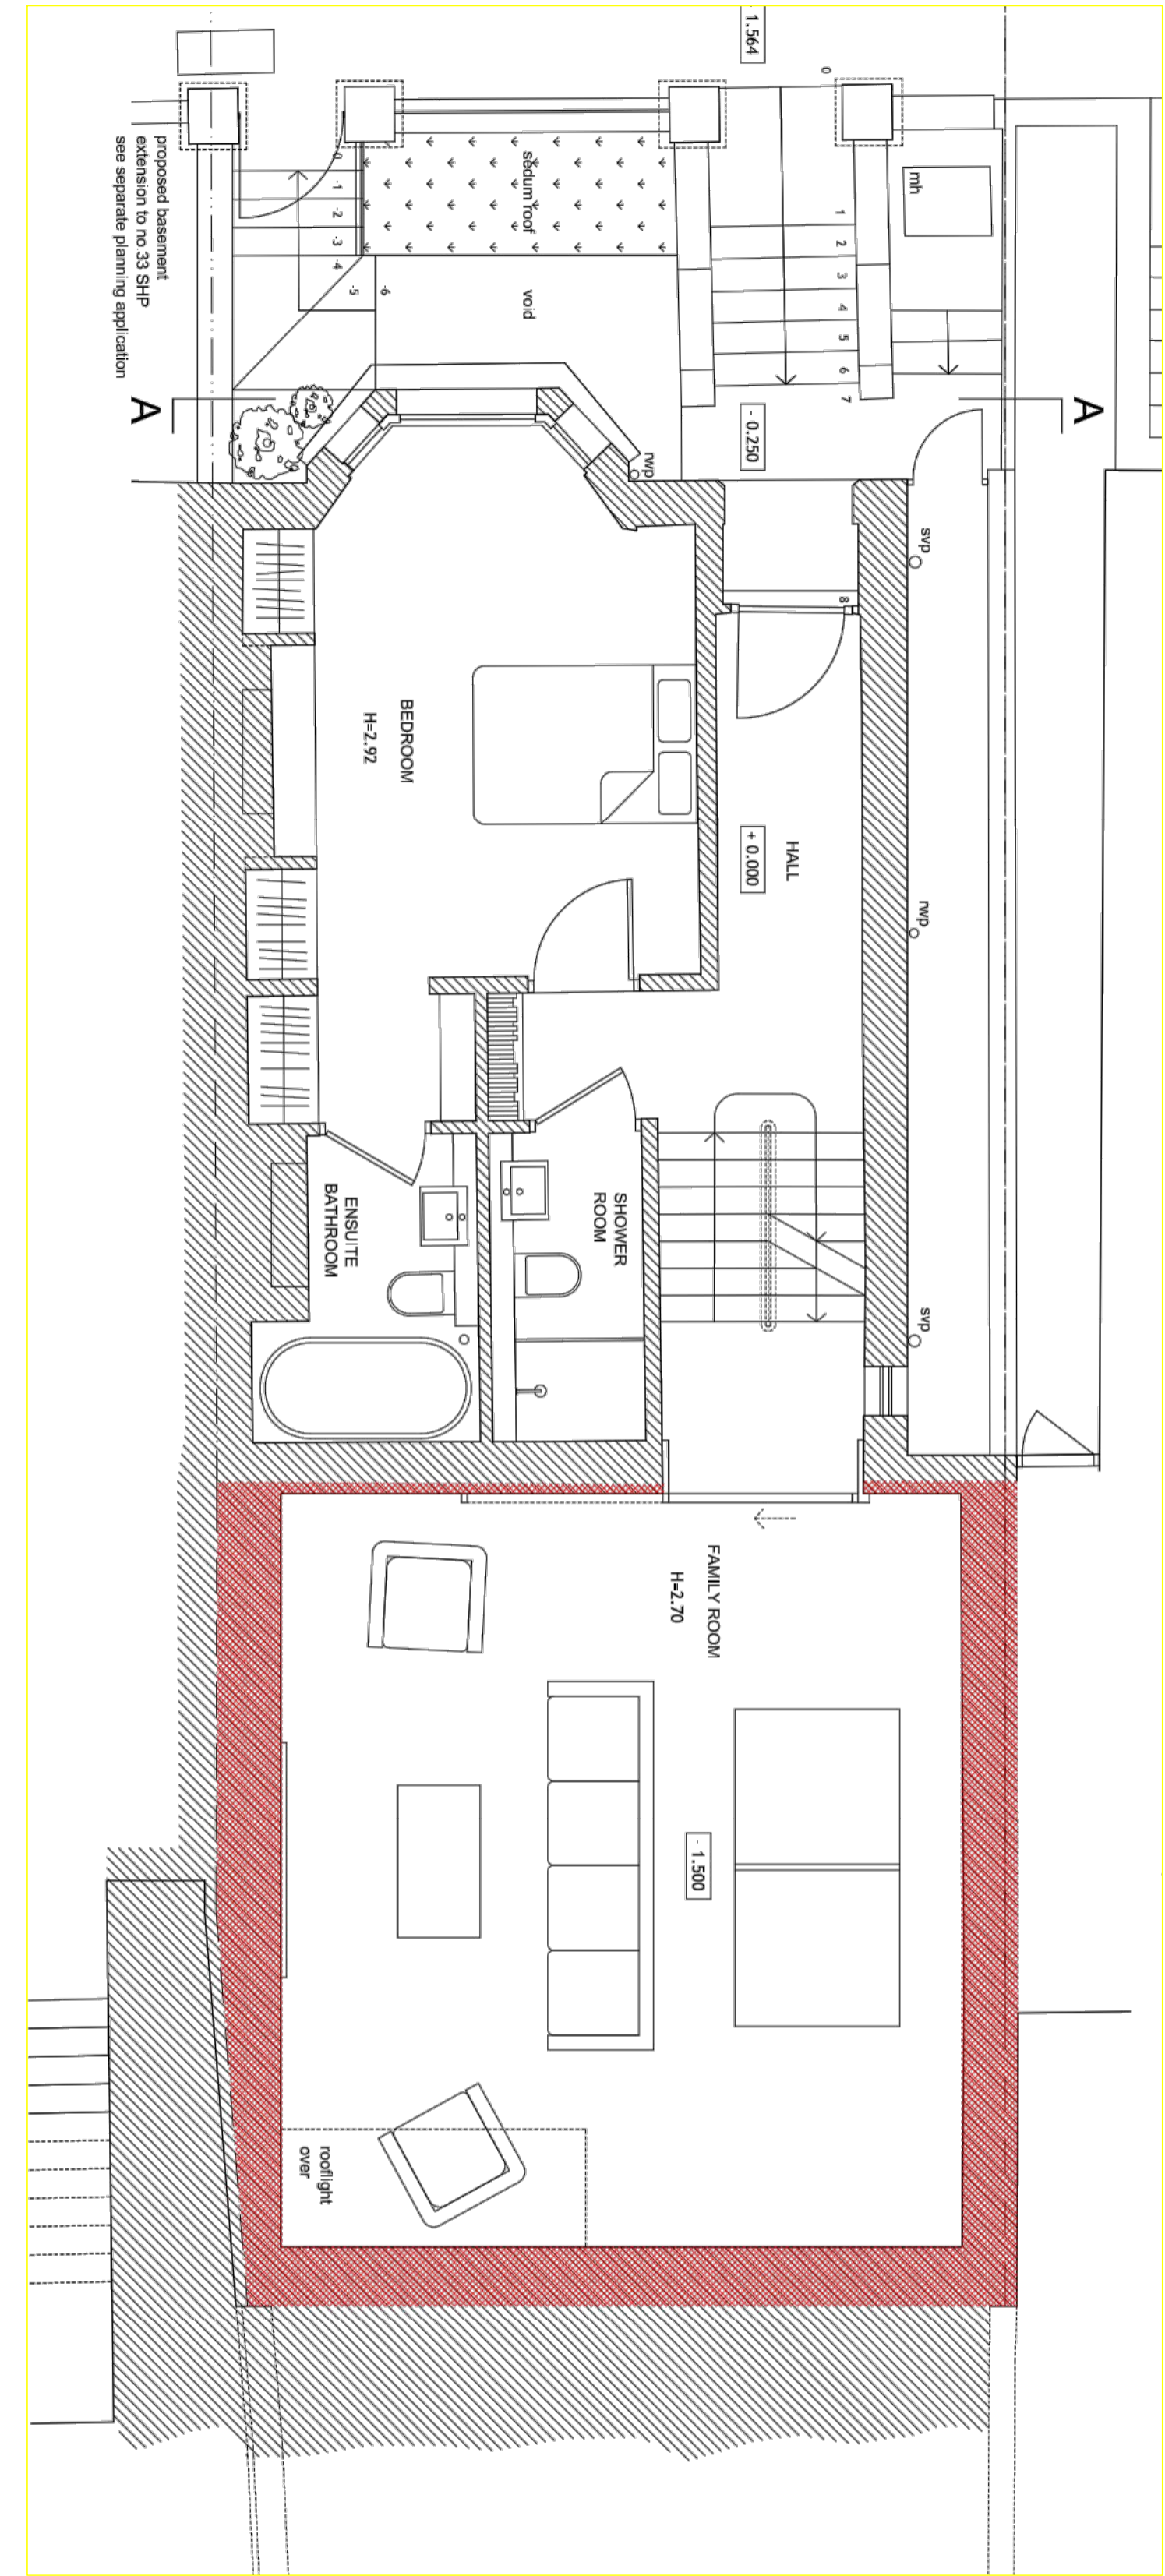 - 1.564
0
proposed basement
extension to no.33 SHP
see separate planning application
0
-1
-2
-3
-4
-5
-6
sedum roof
void
mh
1
2
3
4
5
6
7
A
A
- 0.250
rwp
svp
8
BEDROOM
H=2.92
HALL
+ 0.000
rwp
ENSUITE
BATHROOM
SHOWER
ROOM
svp
FAMILY ROOM
H=2.70
- 1.500
rooflight
over